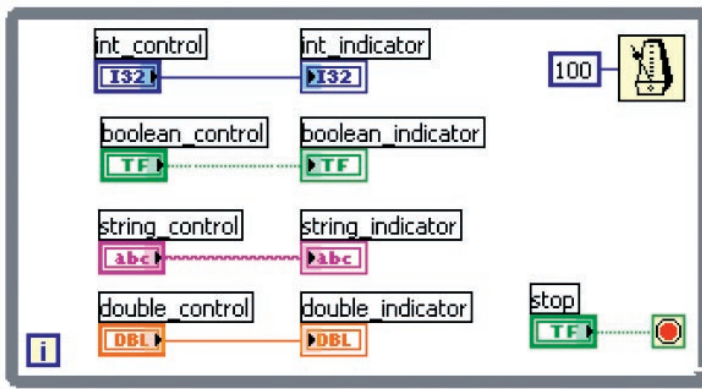 int_control int_indicator
I32 I32 100
boolean_control boolean_indicator
TF TF
string_control string_indicator
abc abc
double_control double_indicator stop
DBL DBL TF
i